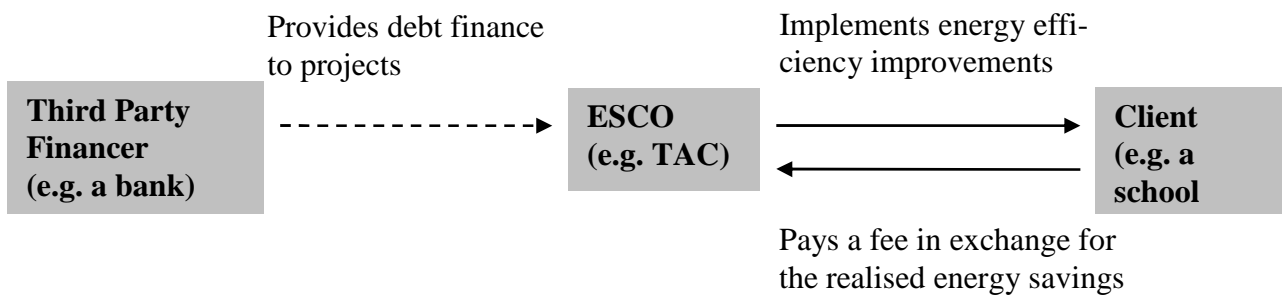 Provides debt finance
to projects
Implements energy effi-
ciency improvements
Third Party
Financer
(e.g. a bank)
ESCO
(e.g. TAC)
Client
(e.g. a
school
Pays a fee in exchange for
the realised energy savings